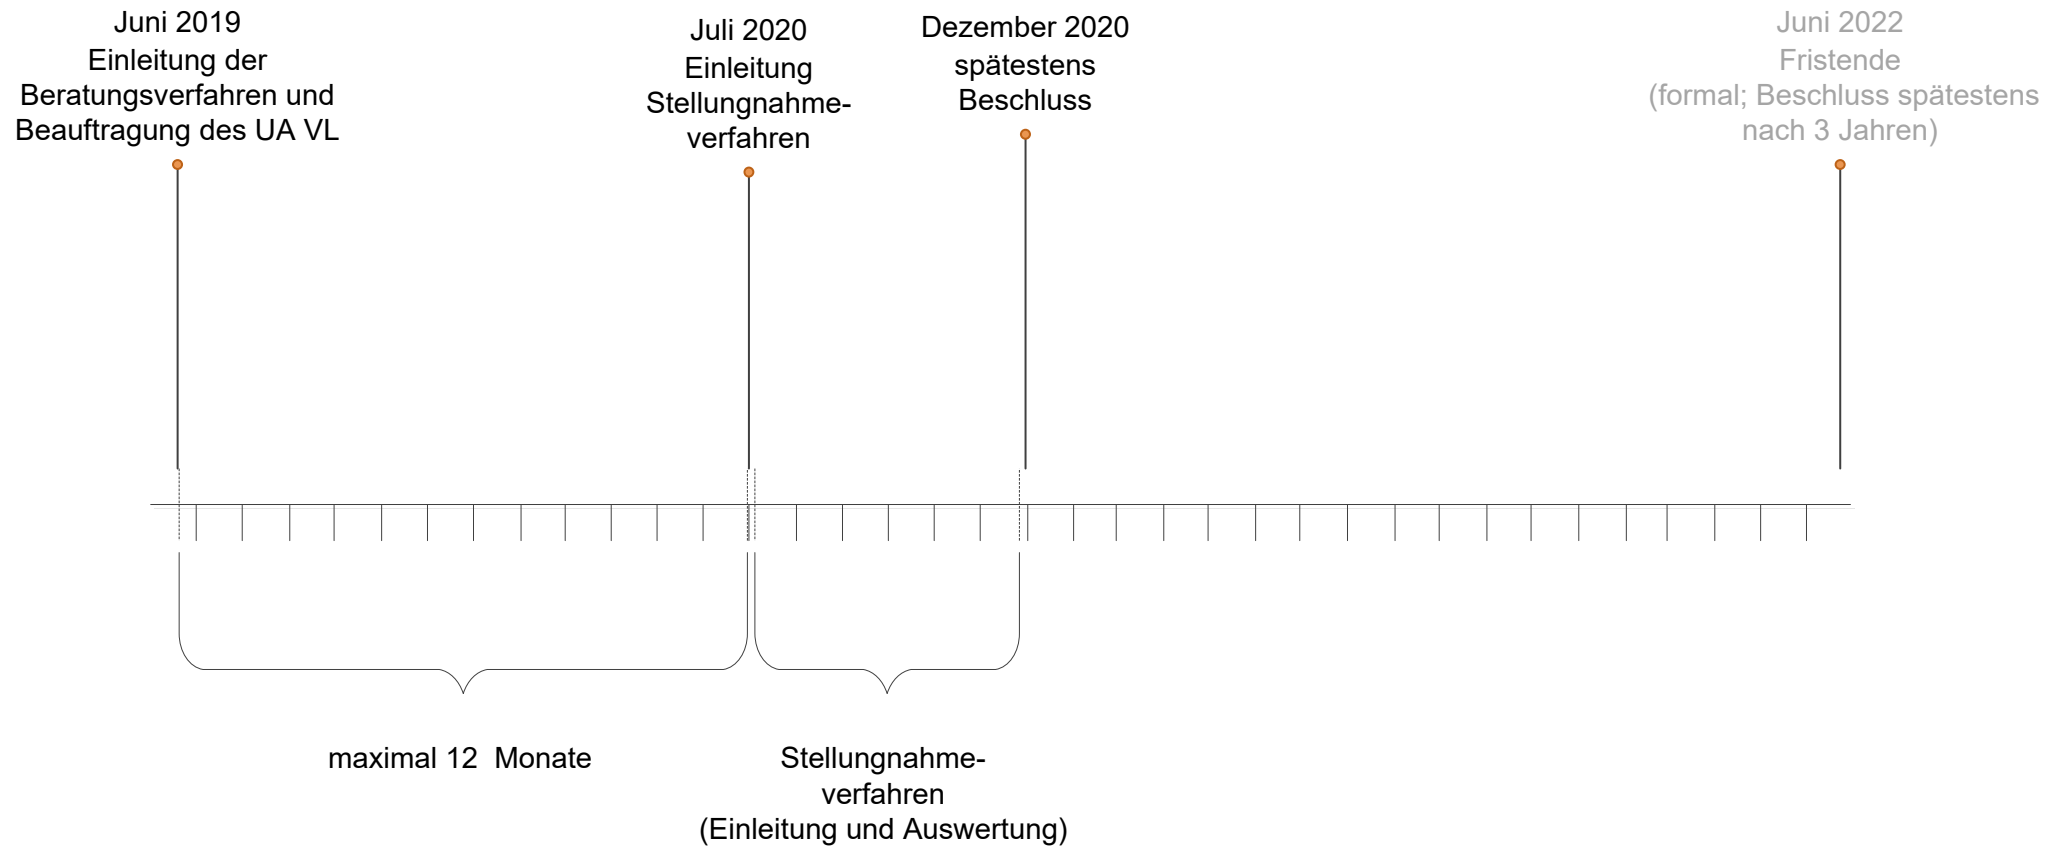 Juni 2019
Einleitung der
Beratungsverfahren und
Beauftragung des UA VL
Juli 2020
Einleitung
Stellungnahme-
verfahren
Dezember 2020
spätestens
Beschluss
Juni 2022
Fristende
(formal; Beschluss spätestens
nach 3 Jahren)
maximal 12  Monate
Stellungnahme-
verfahren
(Einleitung und Auswertung)